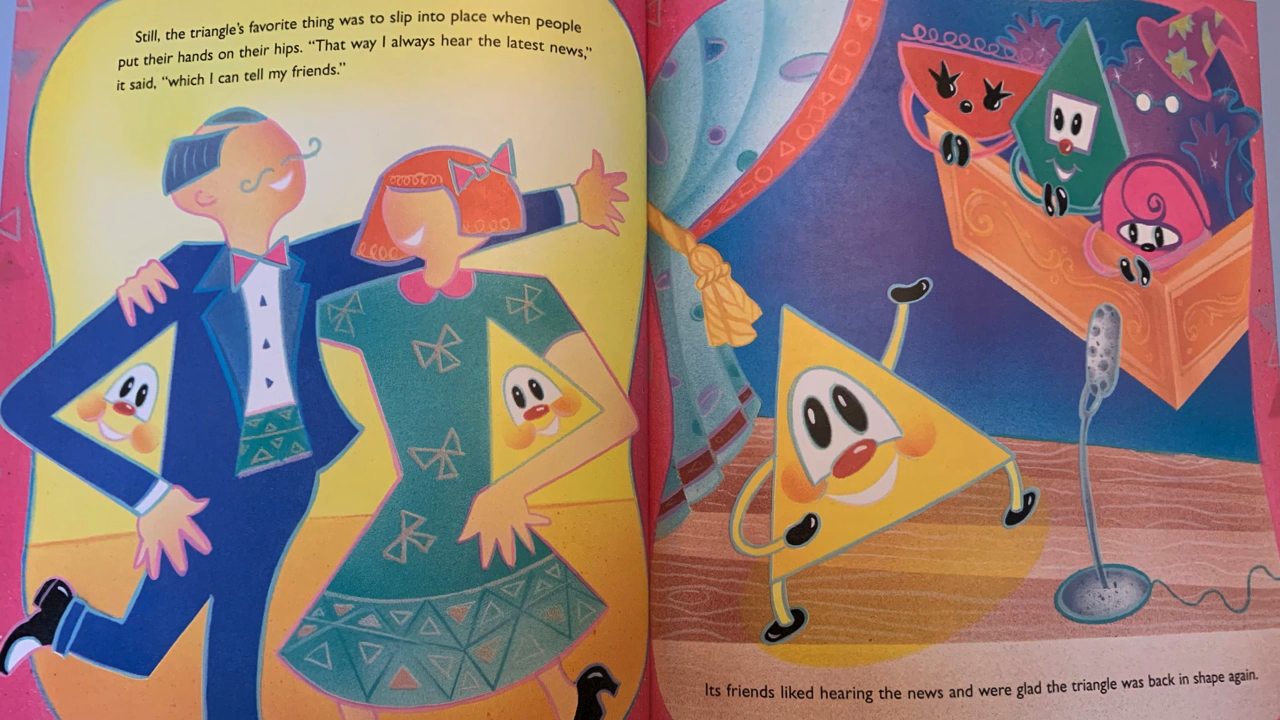 Still, the triangle's favorite thing was to slip into place when people
put their hands on their hips. “That way I always hear the latest news,”
it said, “which I can tell my friends.”
Its friends liked hearing the news and were glad the triangle was back in shape again.